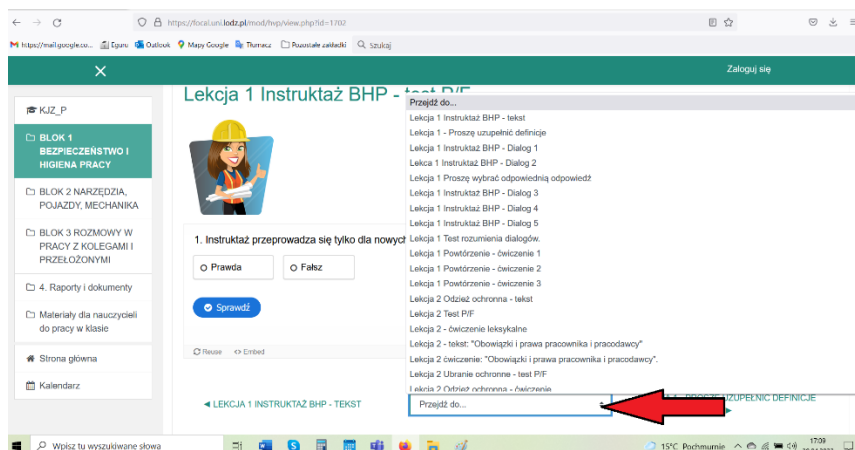 https://focal.uni.lodz.pl/mod/hvp/view.php?id=1702
https://mail.google.co... Eguru Outlook Mapy Google Tłumacz Pozostałe zakładki Szukaj
Zaloguj się
KJZ_P
BLOK 1
BEZPIECZEŃSTWO I
HIGIENA PRACY
BLOK 2 NARZĘDZIA,
POJAZDY, MECHANIKA
BLOK 3 ROZMOWY W
PRACY Z KOLEGAMI I
PRZEŁOŻONYMI
4. Raporty i dokumenty
Materiały dla nauczycieli
do pracy w klasie
Strona główna
Kalendarz
Lekcja 1 Instruktaż BHP - test P/F
1. Instruktaż przeprowadza się tylko dla nowych
Prawda
Fałsz
Sprawdź
Reuse Embed
◄ LEKCJA 1 INSTRUKTAŻ BHP - TEKST
Przejdź do...
Lekcja 1 Instruktaż BHP - tekst
Lekcja 1 - Proszę uzupełnić definicje
Lekcja 1 Instruktaż BHP - Dialog 1
Lekca 1 Instruktaż BHP - Dialog 2
Lekcja 1 Proszę wybrać odpowiednią odpowiedź
Lekcja 1 Instruktaż BHP - Dialog 3
Lekcja 1 Instruktaż BHP - Dialog 4
Lekcja 1 Instruktaż BHP - Dialog 5
Lekcja 1 Test rozumienia dialogów.
Lekcja 1 Powtórzenie - ćwiczenie 1
Lekcja 1 Powtórzenie - ćwiczenie 2
Lekcja 1 Powtórzenie - ćwiczenie 3
Lekcja 2 Odzież ochronna - tekst
Lekcja 2 Test P/F
Lekcja 2 - ćwiczenie leksykalne
Lekcja 2 - tekst: "Obowiązki i prawa pracownika i pracodawcy"
Lekcja 2 ćwiczenie: "Obowiązki i prawa pracownika i pracodawcy".
Lekcja 2 Ubranie ochronne - test P/F
Lekcja 2 Odzież ochronna - ćwiczenie
Przejdź do...
UZUPEŁNIĆ DEFINICJE
►
Wpisz tu wyszukiwane słowa
15°C Pochmurnie
17:09